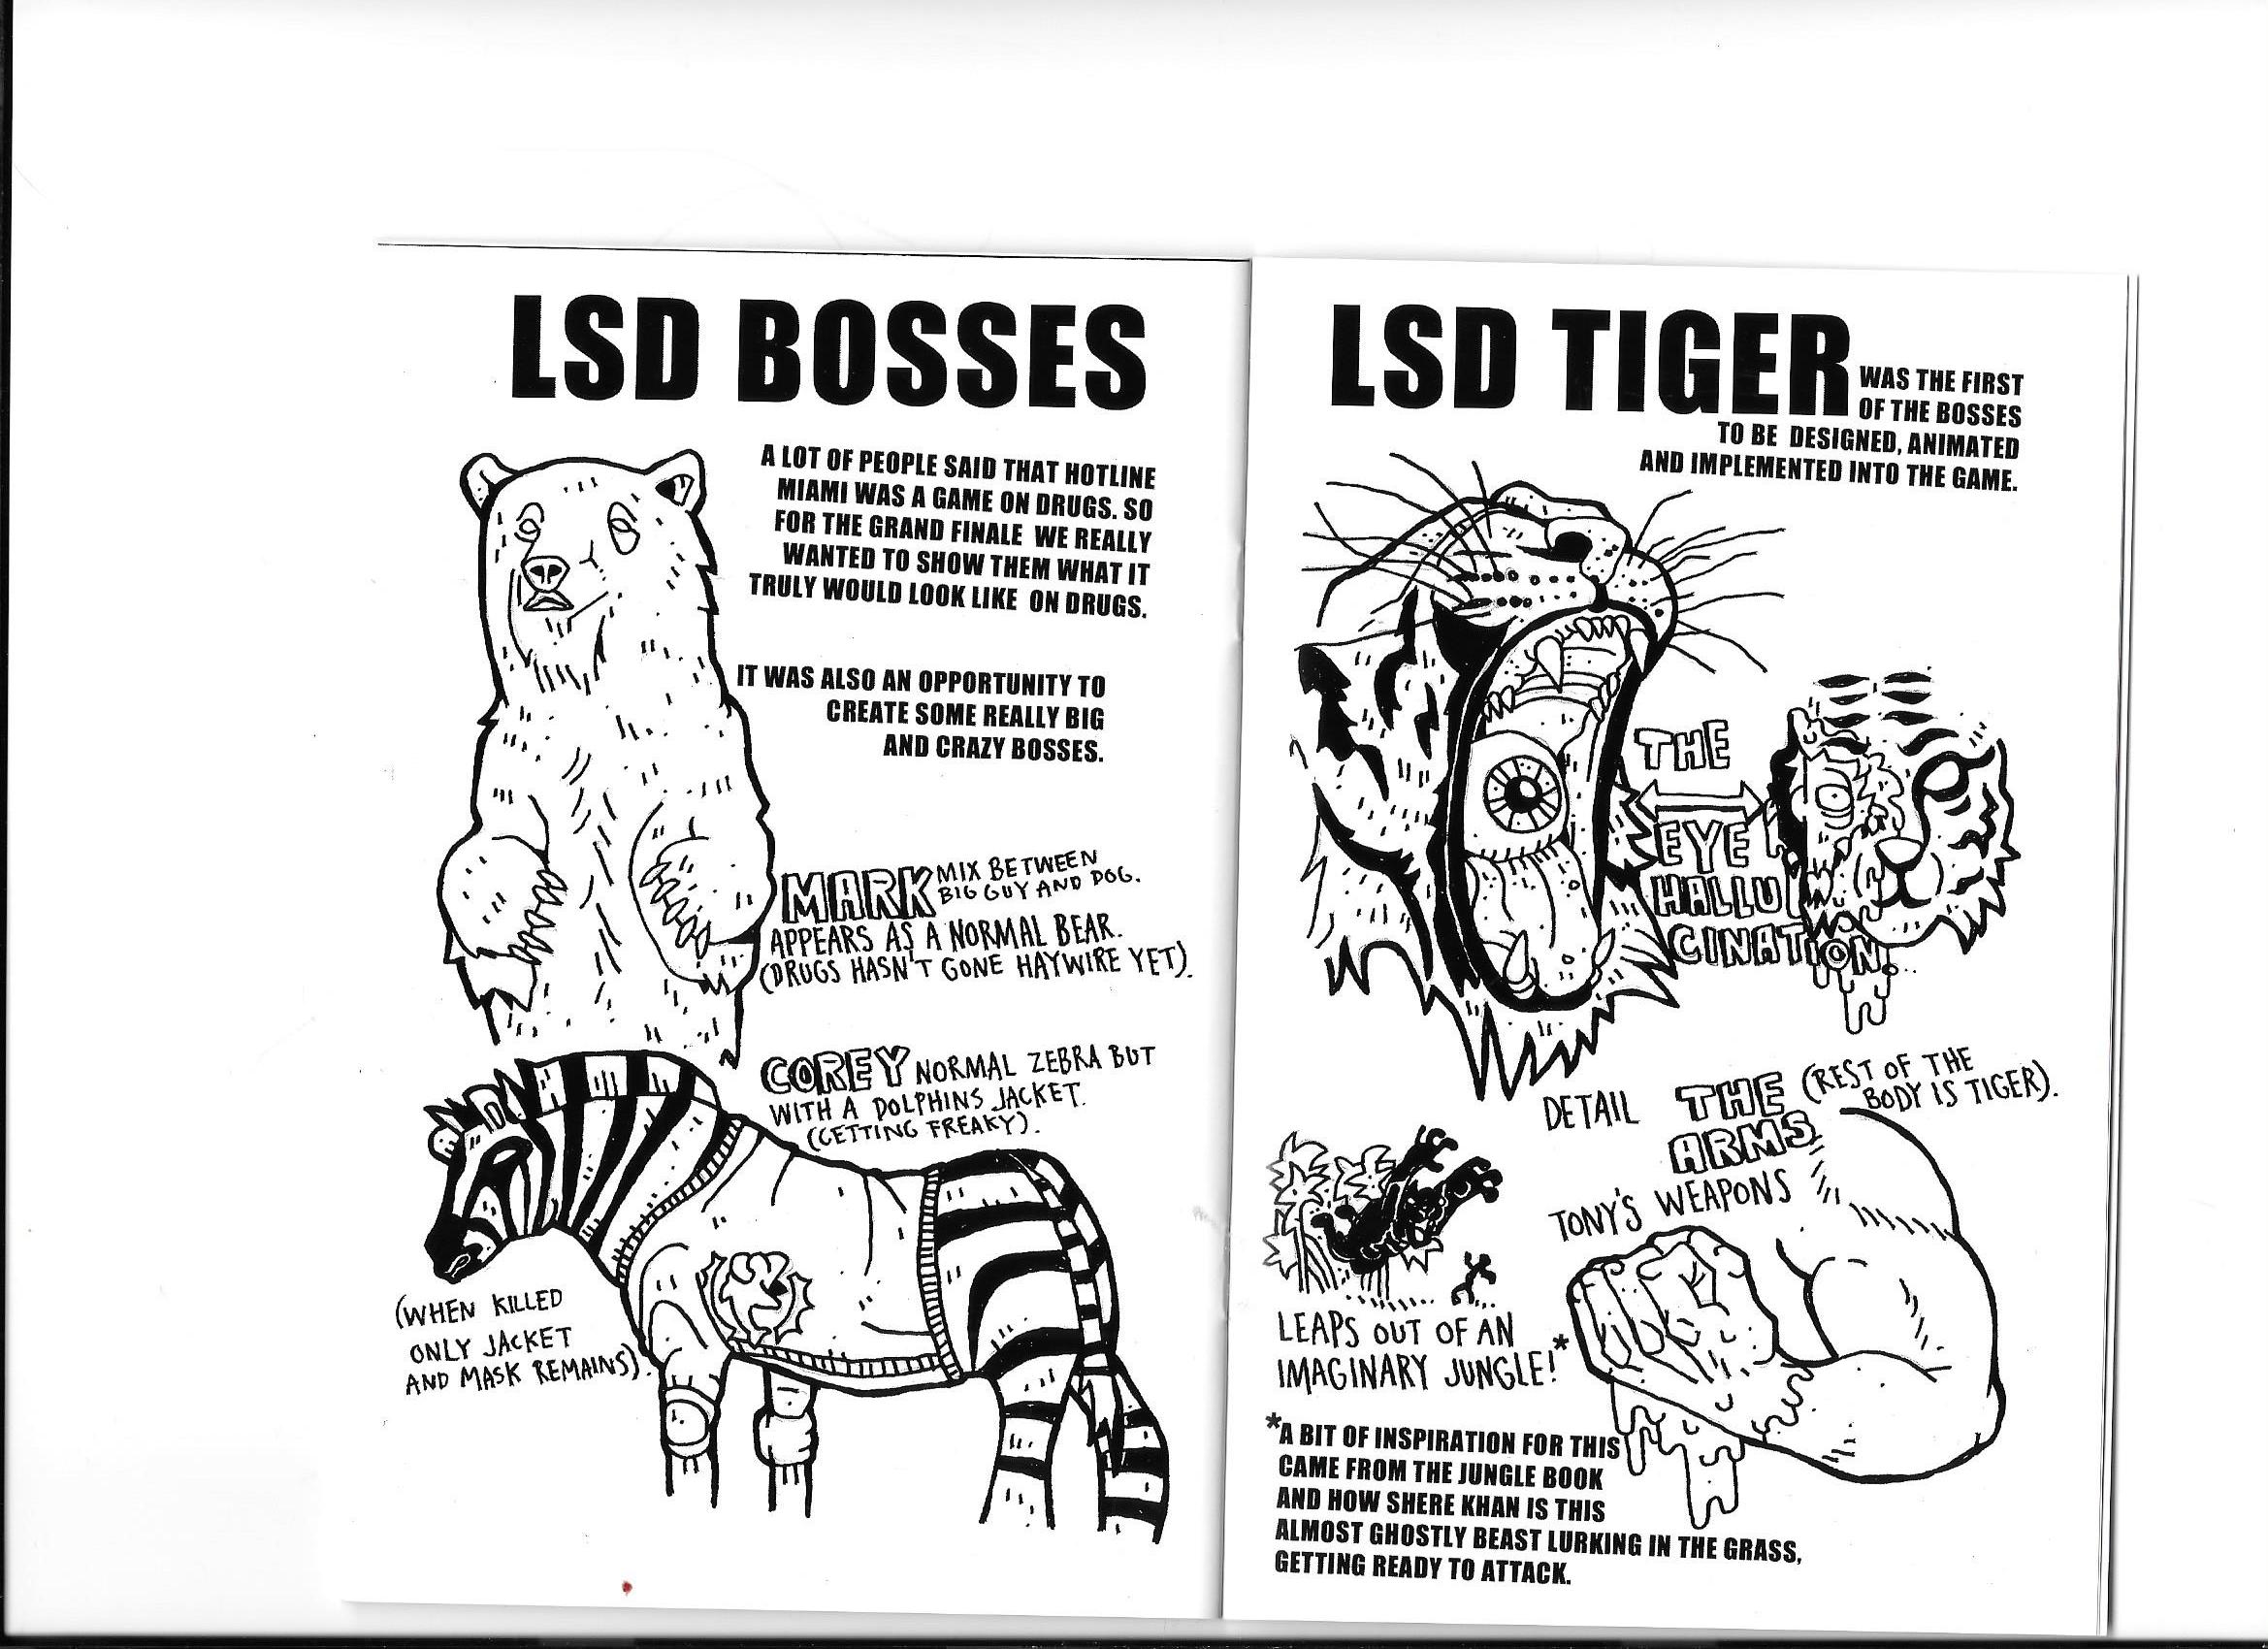 LSD BOSSES
A LOT OF PEOPLE SAID THAT HOTLINE
MIAMI WAS A GAME ON DRUGS. SO
FOR THE GRAND FINALE WE REALLY
WANTED TO SHOW THEM WHAT IT
TRULY WOULD LOOK LIKE ON DRUGS.
IT WAS ALSO AN OPPORTUNITY TO
CREATE SOME REALLY BIG
AND CRAZY BOSSES.
MARK MIX BETWEEN
BIG GUY AND DOG.
APPEARS AS A NORMAL BEAR.
(DRUGS HASN'T GONE HAYWIRE YET).
COREY NORMAL ZEBRA BUT
WITH A DOLPHINS JACKET.
(GETTING FREAKY).
(WHEN KILLED
ONLY JACKET
AND MASK REMAINS).
LSD TIGER WAS THE FIRST
OF THE BOSSES
TO BE DESIGNED, ANIMATED
AND IMPLEMENTED INTO THE GAME.
THE
EYE
HALLU
CINATION.
DETAIL THE (REST OF THE
BODY IS TIGER).
ARMS
TONY'S WEAPONS
LEAPS OUT OF AN
IMAGINARY JUNGLE!*
*A BIT OF INSPIRATION FOR THIS
CAME FROM THE JUNGLE BOOK
AND HOW SHERE KHAN IS THIS
ALMOST GHOSTLY BEAST LURKING IN THE GRASS,
GETTING READY TO ATTACK.